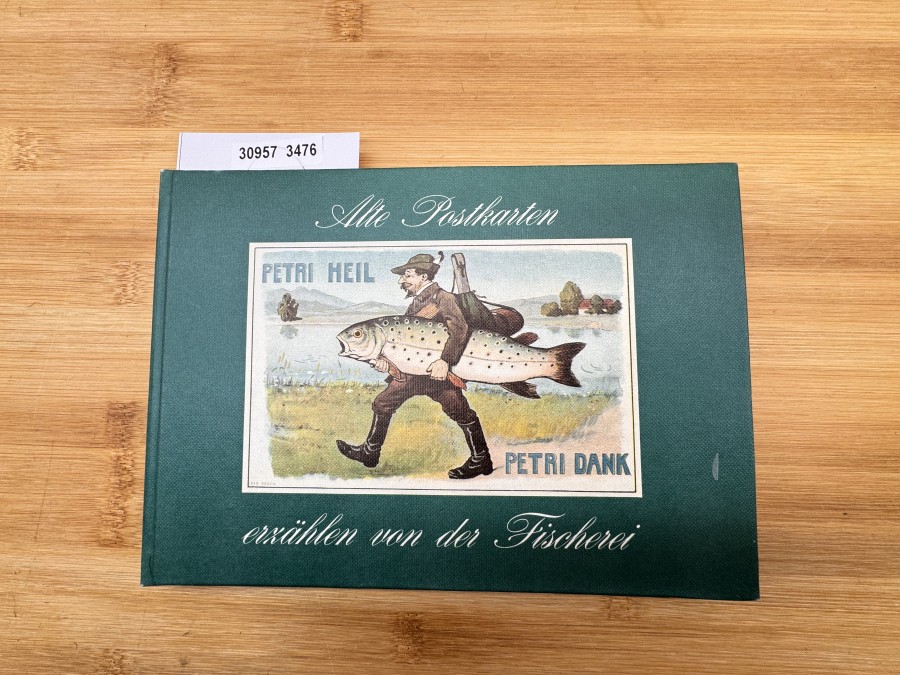 30957 3476
Alte Postkarten
PETRI HEIL
PETRI DANK
erzählen von der Fischerei